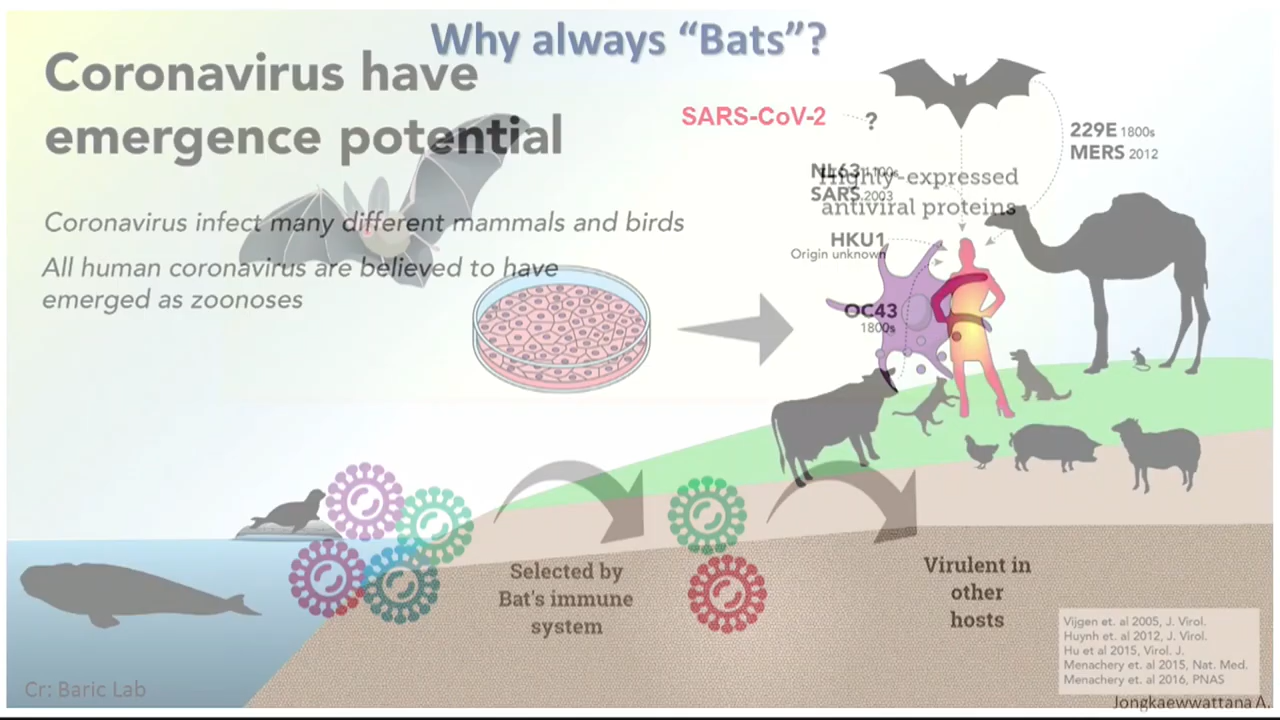 Why always “Bats”?
Coronavirus have
emergence potential
Coronavirus infect many different mammals and birds
All human coronavirus are believed to have
emerged as zoonoses
SARS-CoV-2
?
229E 1800s
MERS 2012
NL63 1100s
SARS 2003
Highly-expressed
antiviral proteins
HKU1
Origin unknown
OC43
1800s
Selected by
Bat's immune
system
Virulent in
other
hosts
Vijgen et. al 2005, J. Virol.
Huynh et. al 2012, J. Virol.
Hu et al 2015, Virol. J.
Menachery et. al 2015, Nat. Med.
Menachery et. al 2016, PNAS
Cr: Baric Lab
Jongkaewwattana A.